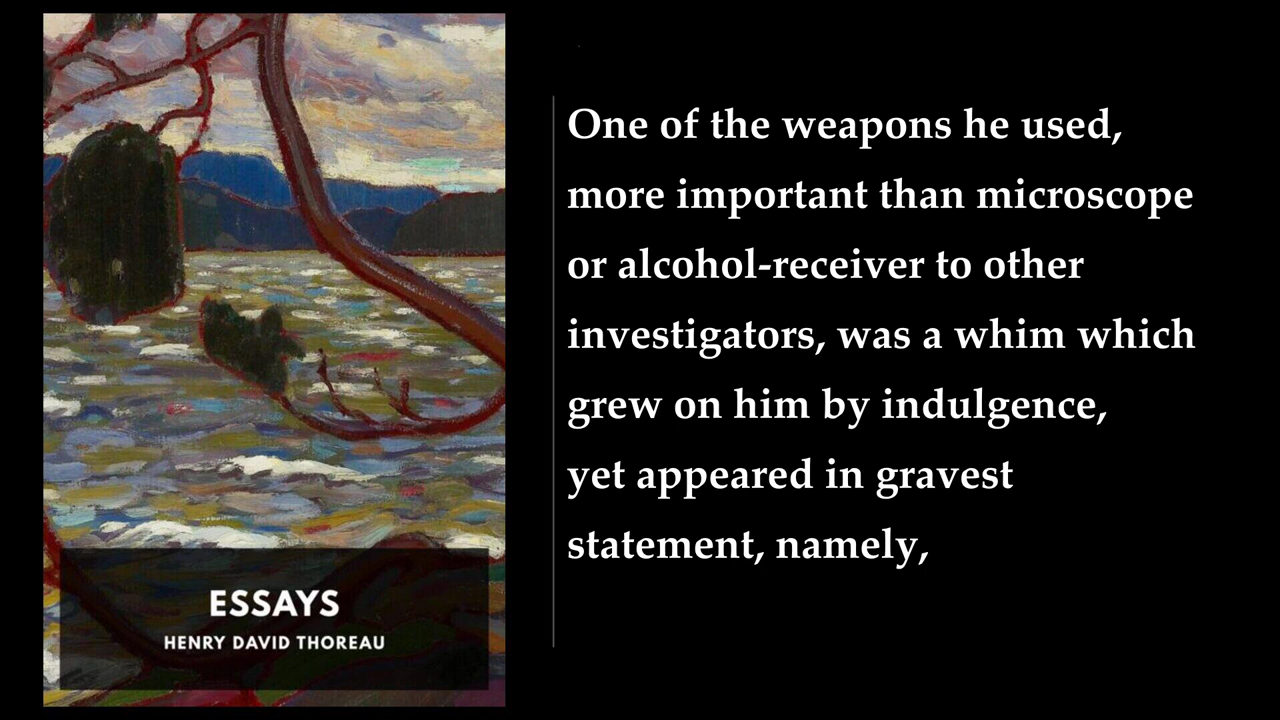 ESSAYS
HENRY DAVID THOREAU
One of the weapons he used,
more important than microscope
or alcohol-receiver to other
investigators, was a whim which
grew on him by indulgence,
yet appeared in gravest
statement, namely,